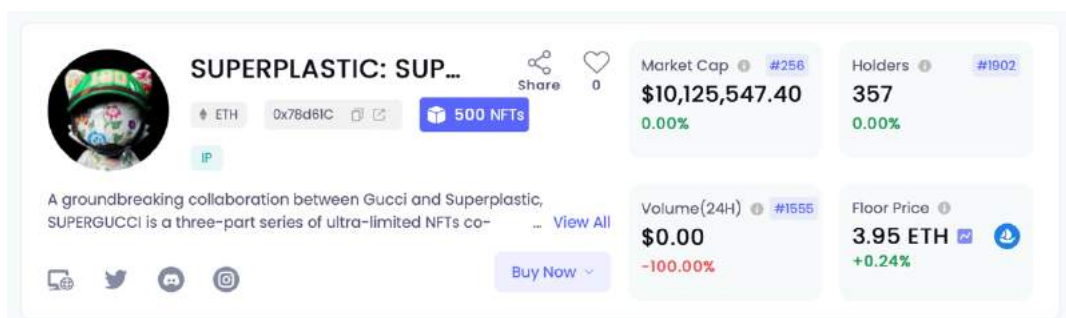 SUPERPLASTIC: SUP...
Share
0
ETH
0x78d61C
500 NFTs
IP
A groundbreaking collaboration between Gucci and Superplastic,
SUPERGUCCI is a three-part series of ultra-limited NFTs co-
... View All
Buy Now
Market Cap #256
$10,125,547.40
0.00%
Holders #1902
357
0.00%
Volume(24H) #1555
$0.00
-100.00%
Floor Price
3.95 ETH
+0.24%